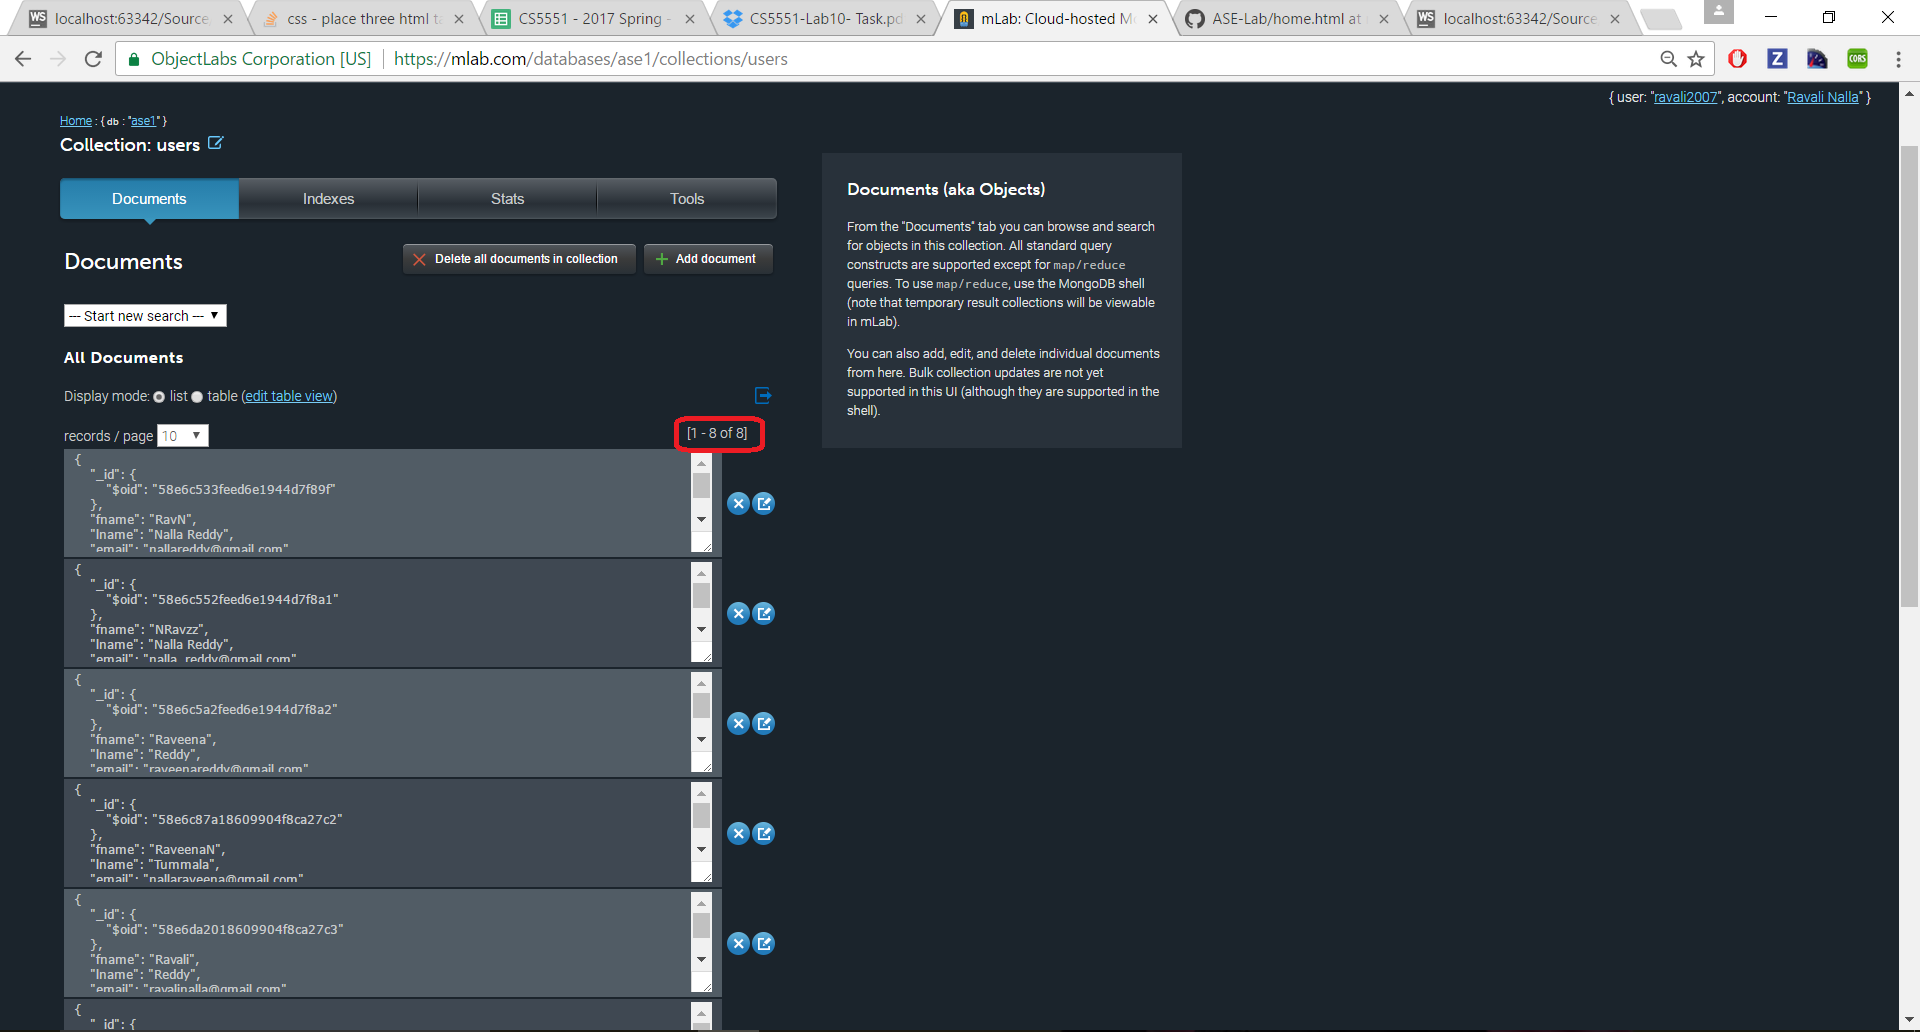 localhost:63342/Source
css - place three html ta
CS5551 - 2017 Spring -
CS5551-Lab10- Task.pd
mLab: Cloud-hosted Mo
ASE-Lab/home.html at
localhost:63342/Source
ObjectLabs Corporation [US]
https://mlab.com/databases/ase1/collections/users
{ user: "ravali2007", account: "Ravali Nalla" }
Home : { db : "ase1" }
Collection: users
Documents
Indexes
Stats
Tools
Documents
Delete all documents in collection
Add document
--- Start new search ---
All Documents
Display mode: list table (edit table view)
records / page 10
[1 - 8 of 8]
{
"_id": {
"$oid": "58e6c533feed6e1944d7f89f"
},
"fname": "RavN",
"lname": "Nalla Reddy",
"email": "nallareddy@gmail.com"
{
"_id": {
"$oid": "58e6c552feed6e1944d7f8a1"
},
"fname": "NRavzz",
"lname": "Nalla Reddy",
"email": "nalla_reddy@gmail.com"
{
"_id": {
"$oid": "58e6c5a2feed6e1944d7f8a2"
},
"fname": "Raveena",
"lname": "Reddy",
"email": "raveenareddy@gmail.com"
{
"_id": {
"$oid": "58e6c87a18609904f8ca27c2"
},
"fname": "RaveenaN",
"lname": "Tummala",
"email": "nallaraveena@gmail.com"
{
"_id": {
"$oid": "58e6da2018609904f8ca27c3"
},
"fname": "Ravali",
"lname": "Reddy",
"email": "ravalinalla@gmail.com"
{
"_id": {
Documents (aka Objects)
From the "Documents" tab you can browse and search
for objects in this collection. All standard query
constructs are supported except for map/reduce
queries. To use map/reduce, use the MongoDB shell
(note that temporary result collections will be viewable
in mLab).
You can also add, edit, and delete individual documents
from here. Bulk collection updates are not yet
supported in this UI (although they are supported in the
shell).
WS
WS
Z
CORS